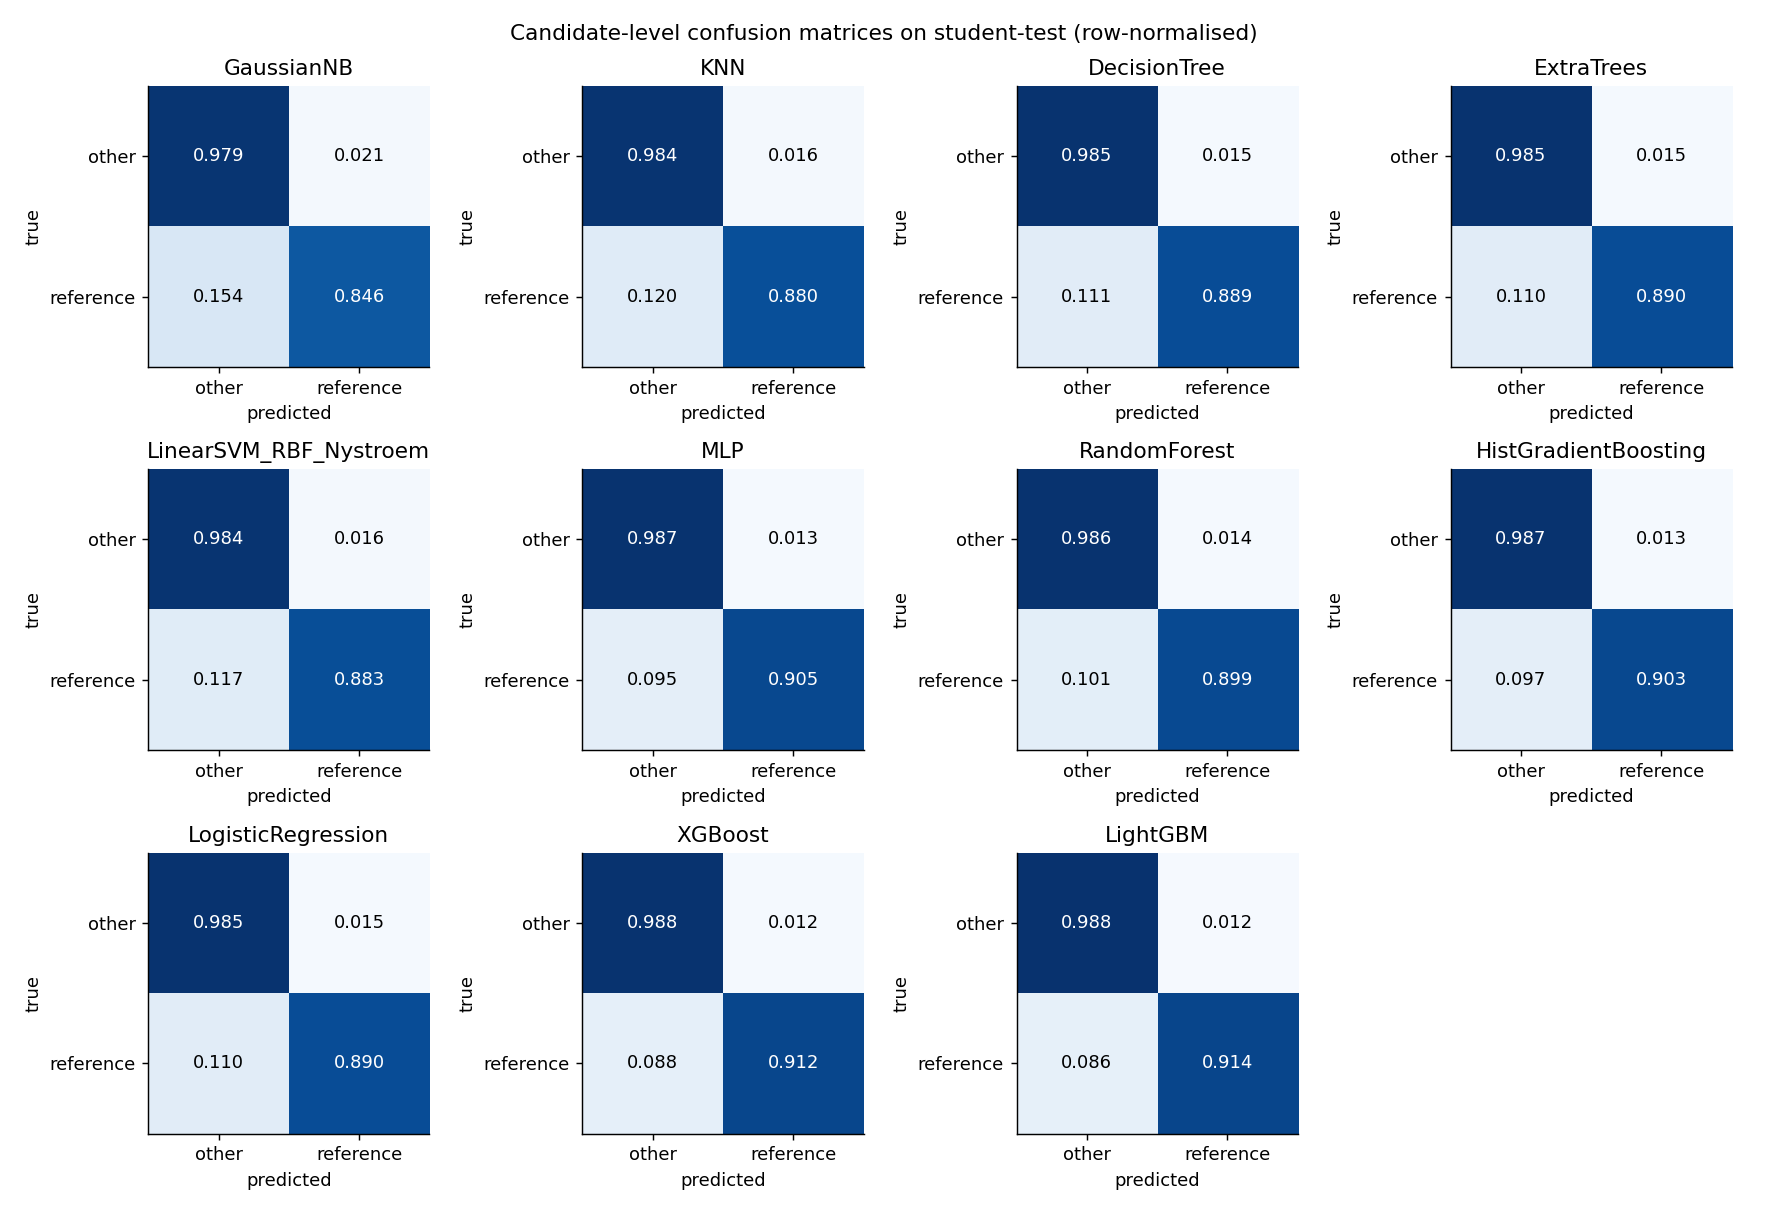 Candidate-level confusion matrices on student-test (row-normalised)
GaussianNB
true
other
0.979
0.021
reference
0.154
0.846
other
reference
predicted
KNN
true
other
0.984
0.016
reference
0.120
0.880
other
reference
predicted
DecisionTree
true
other
0.985
0.015
reference
0.111
0.889
other
reference
predicted
ExtraTrees
true
other
0.985
0.015
reference
0.110
0.890
other
reference
predicted
LinearSVM_RBF_Nystroem
true
other
0.984
0.016
reference
0.117
0.883
other
reference
predicted
MLP
true
other
0.987
0.013
reference
0.095
0.905
other
reference
predicted
RandomForest
true
other
0.986
0.014
reference
0.101
0.899
other
reference
predicted
HistGradientBoosting
true
other
0.987
0.013
reference
0.097
0.903
other
reference
predicted
LogisticRegression
true
other
0.985
0.015
reference
0.110
0.890
other
reference
predicted
XGBoost
true
other
0.988
0.012
reference
0.088
0.912
other
reference
predicted
LightGBM
true
other
0.988
0.012
reference
0.086
0.914
other
reference
predicted